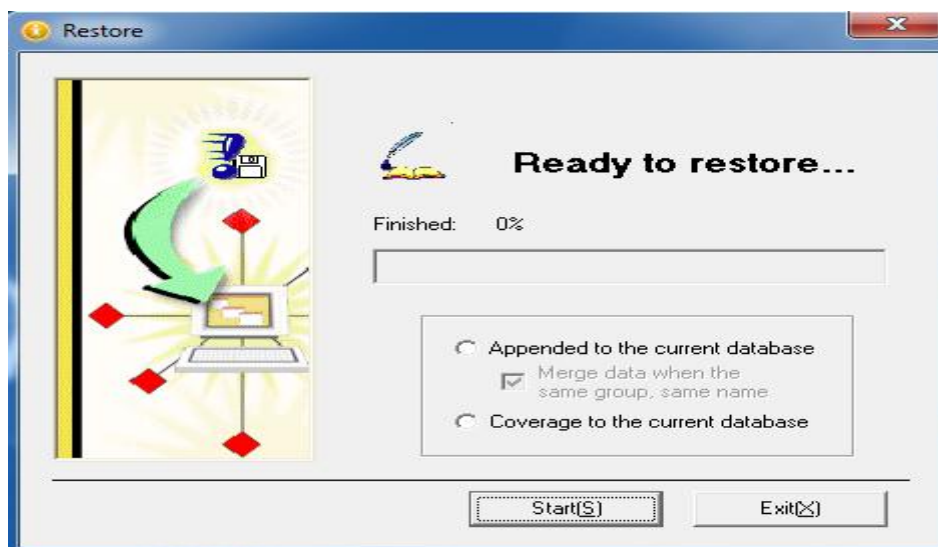 Restore
Ready to restore...
Finished: 0%
Appended to the current database
Merge data when the
same group, same name
Coverage to the current database
Start(S)
Exit(X)